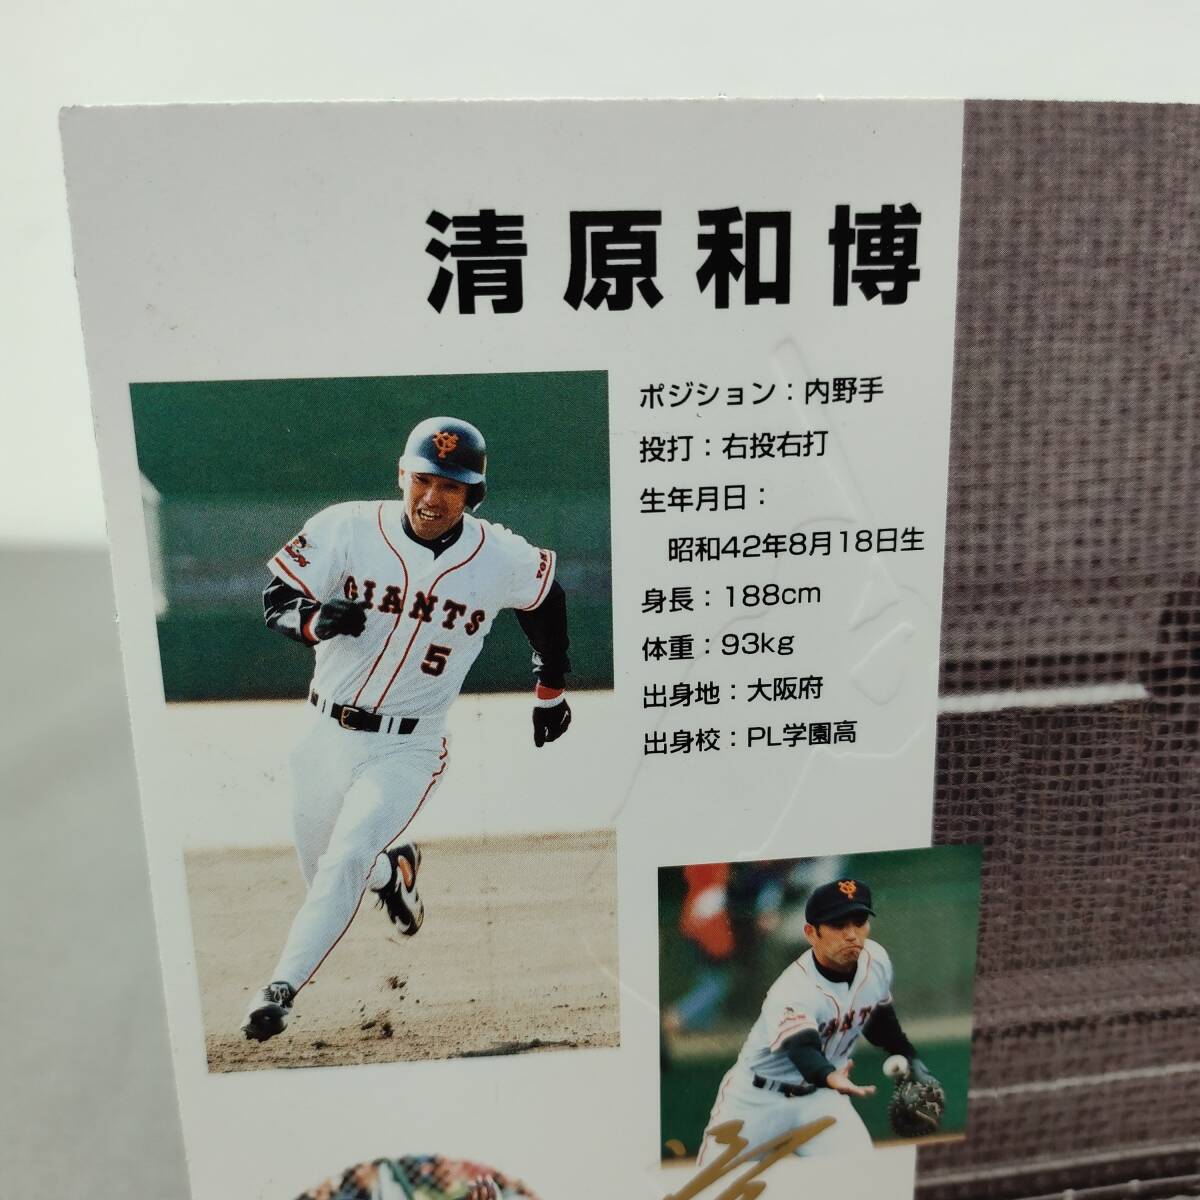 清原和博
ポジション：内野手
投打：右投右打
生年月日：
昭和42年8月18日生
身長：188cm
体重：93kg
出身地：大阪府
出身校：PL学園高
GIANTS
5